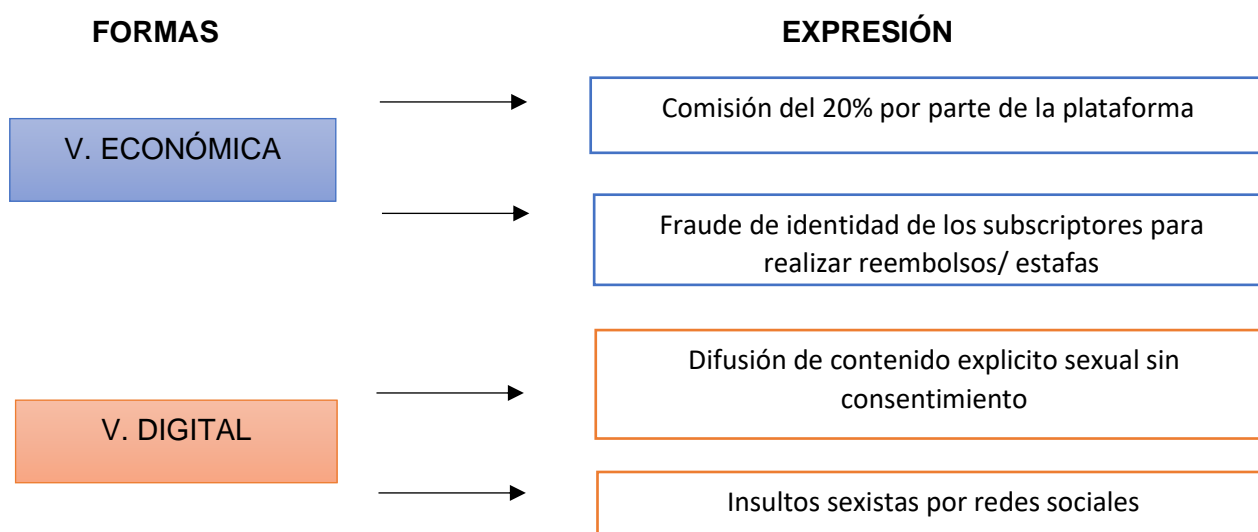 FORMAS
EXPRESIÓN
V. ECONÓMICA
Comisión del 20% por parte de la plataforma
Fraude de identidad de los subscriptores para
realizar reembolsos/ estafas
V. DIGITAL
Difusión de contenido explicito sexual sin
consentimiento
Insultos sexistas por redes sociales